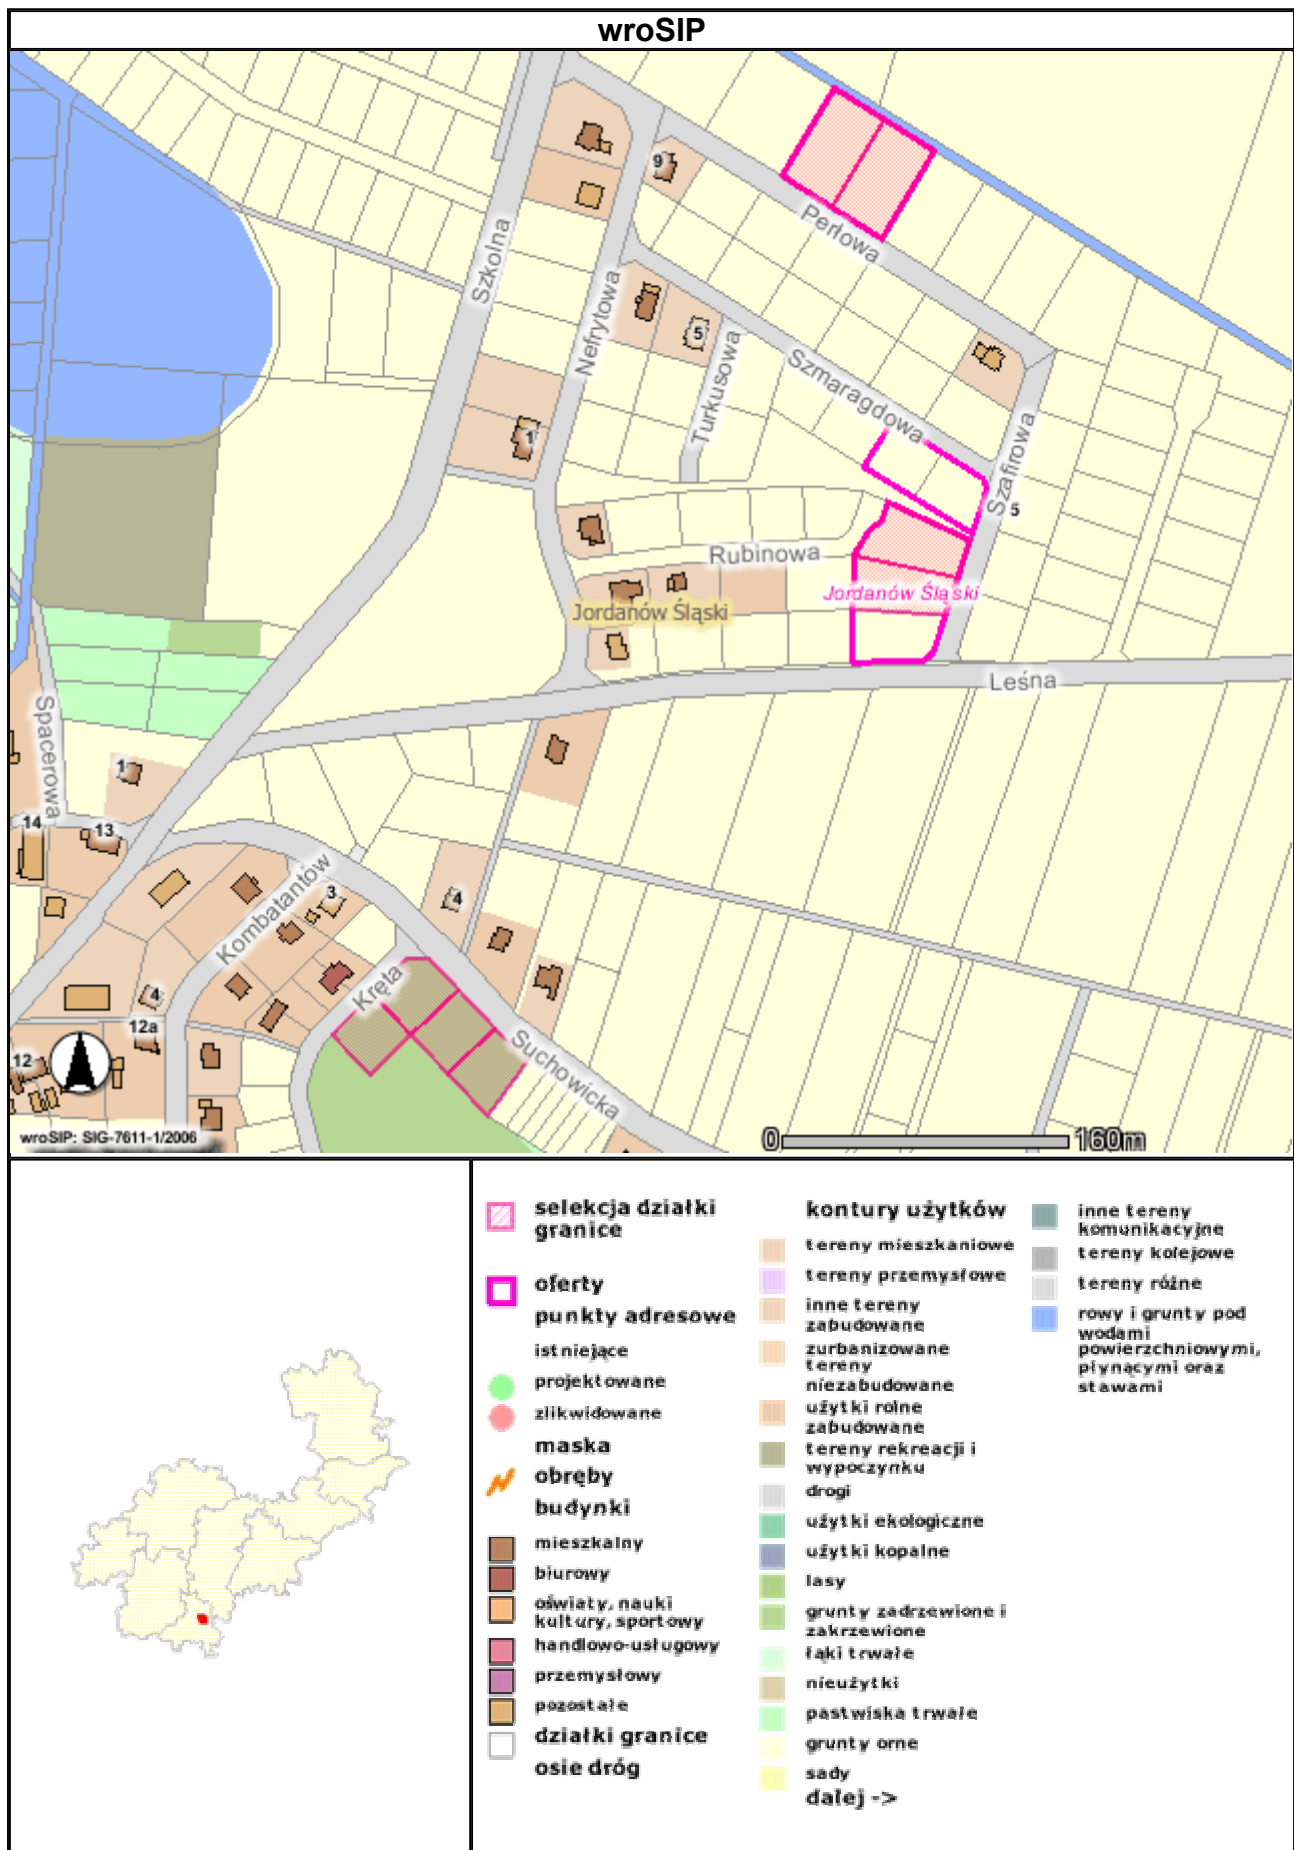 wroSIP
Szkolna
9
Perłowa
Nefrytowa
5
Turkusowa
Szmaragdowa
1
Szafirowa
5
Rubinowa
Jordanów Śląski
Jordanów Śląski
Leśna
Spacerowa
1
14
13
3
4
Kombatantów
Kręta
4
12a
12
Suchowicka
wroSIP: SIG-7611-1/2006
0
160m
selekcja działki
granice
oferty
punkty adresowe
istniejące
projektowane
zlikwidowane
maska
obręby
budynki
mieszkalny
biurowy
oświaty, nauki
kultury, sportowy
handlowo-usługowy
przemysłowy
pozostałe
działki granice
osie dróg
kontury użytków
tereny mieszkaniowe
tereny przemysłowe
inne tereny
zabudowane
zurbanizowane
tereny
niezabudowane
użytki rolne
zabudowane
tereny rekreacji i
wypoczynku
drogi
użytki ekologiczne
użytki kopalne
lasy
grunty zadrzewione i
zakrzewione
łąki trwałe
nieużytki
pastwiska trwałe
grunty orne
sady
dalej ->
inne tereny
komunikacyjne
tereny kolejowe
tereny różne
rowy i grunty pod
wodami
powierzchniowymi,
płynącymi oraz
stawami